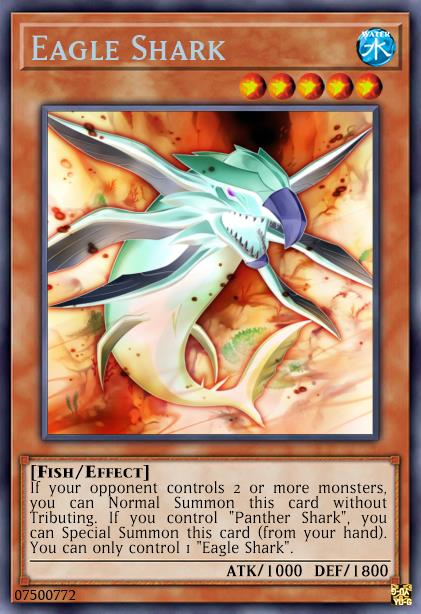 Eagle Shark
WATER
水
[Fish/Effect]
If your opponent controls 2 or more monsters,
you can Normal Summon this card without
Tributing. If you control "Panther Shark", you
can Special Summon this card (from your hand).
You can only control 1 "Eagle Shark".
ATK/1000 DEF/1800
07500772